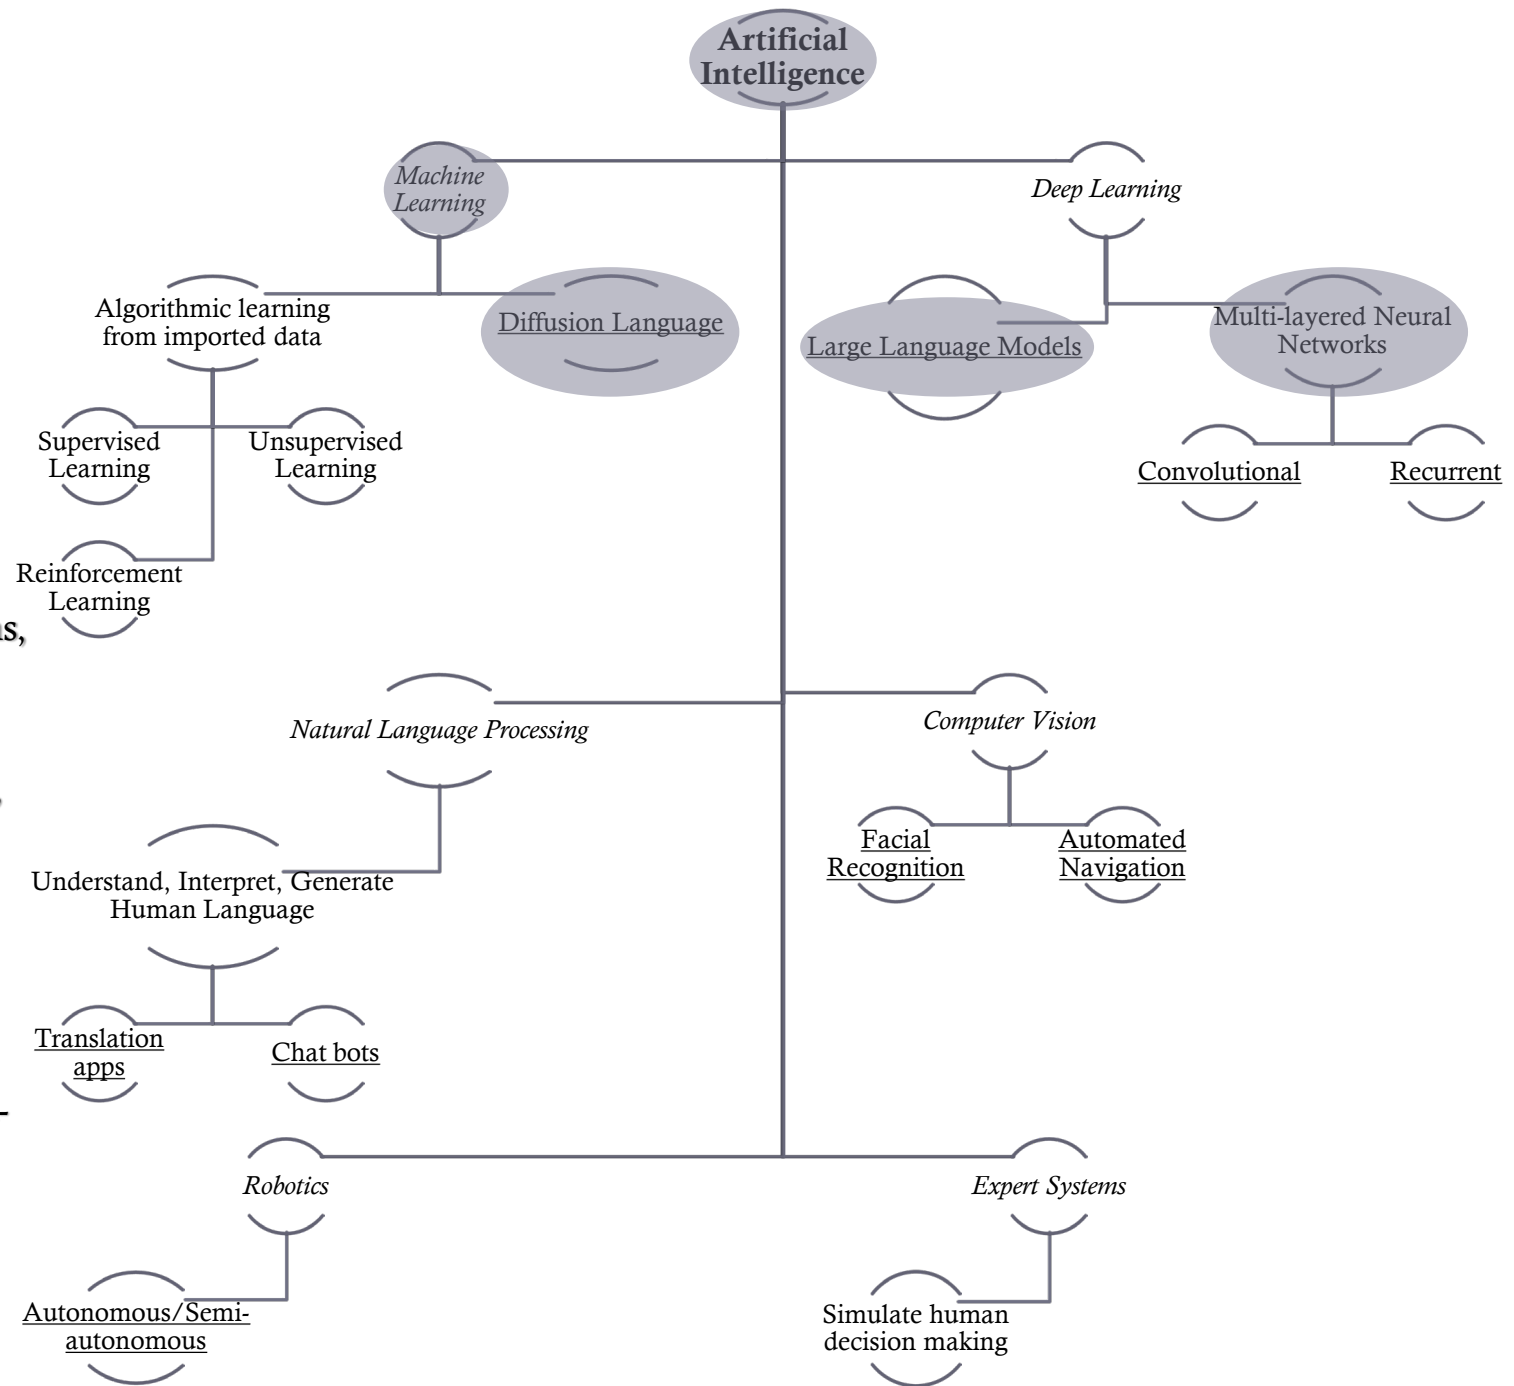 Artificial
Intelligence
Machine
Learning
Deep Learning
Algorithmic learning
from imported data
Diffusion Language
Large Language Models
Multi-layered Neural
Networks
Supervised
Learning
Unsupervised
Learning
Convolutional
Recurrent
Reinforcement
Learning
Natural Language Processing
Computer Vision
Understand, Interpret, Generate
Human Language
Facial
Recognition
Automated
Navigation
Translation
apps
Chat bots
Robotics
Expert Systems
Autonomous/Semi-
autonomous
Simulate human
decision making